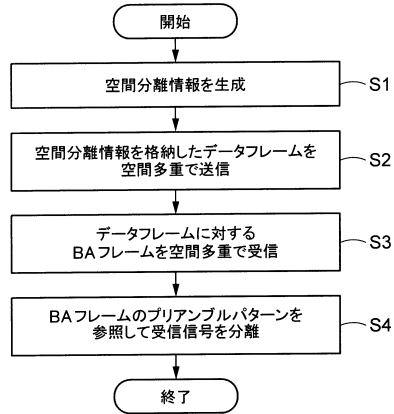 開始
空間分離情報を生成
S1
空間分離情報を格納したデータフレームを
空間多重で送信
S2
データフレームに対する
BAフレームを空間多重で受信
S3
BAフレームのプリアンブルパターンを
参照して受信信号を分離
S4
終了